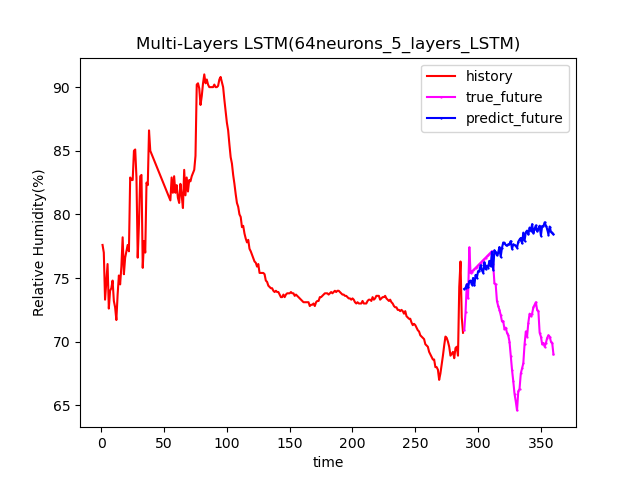 Multi-Layers LSTM(64neurons_5_layers_LSTM)
history
true_future
predict_future
Relative Humidity(%)
90
85
80
75
70
65
0 50 100 150 200 250 300 350
time